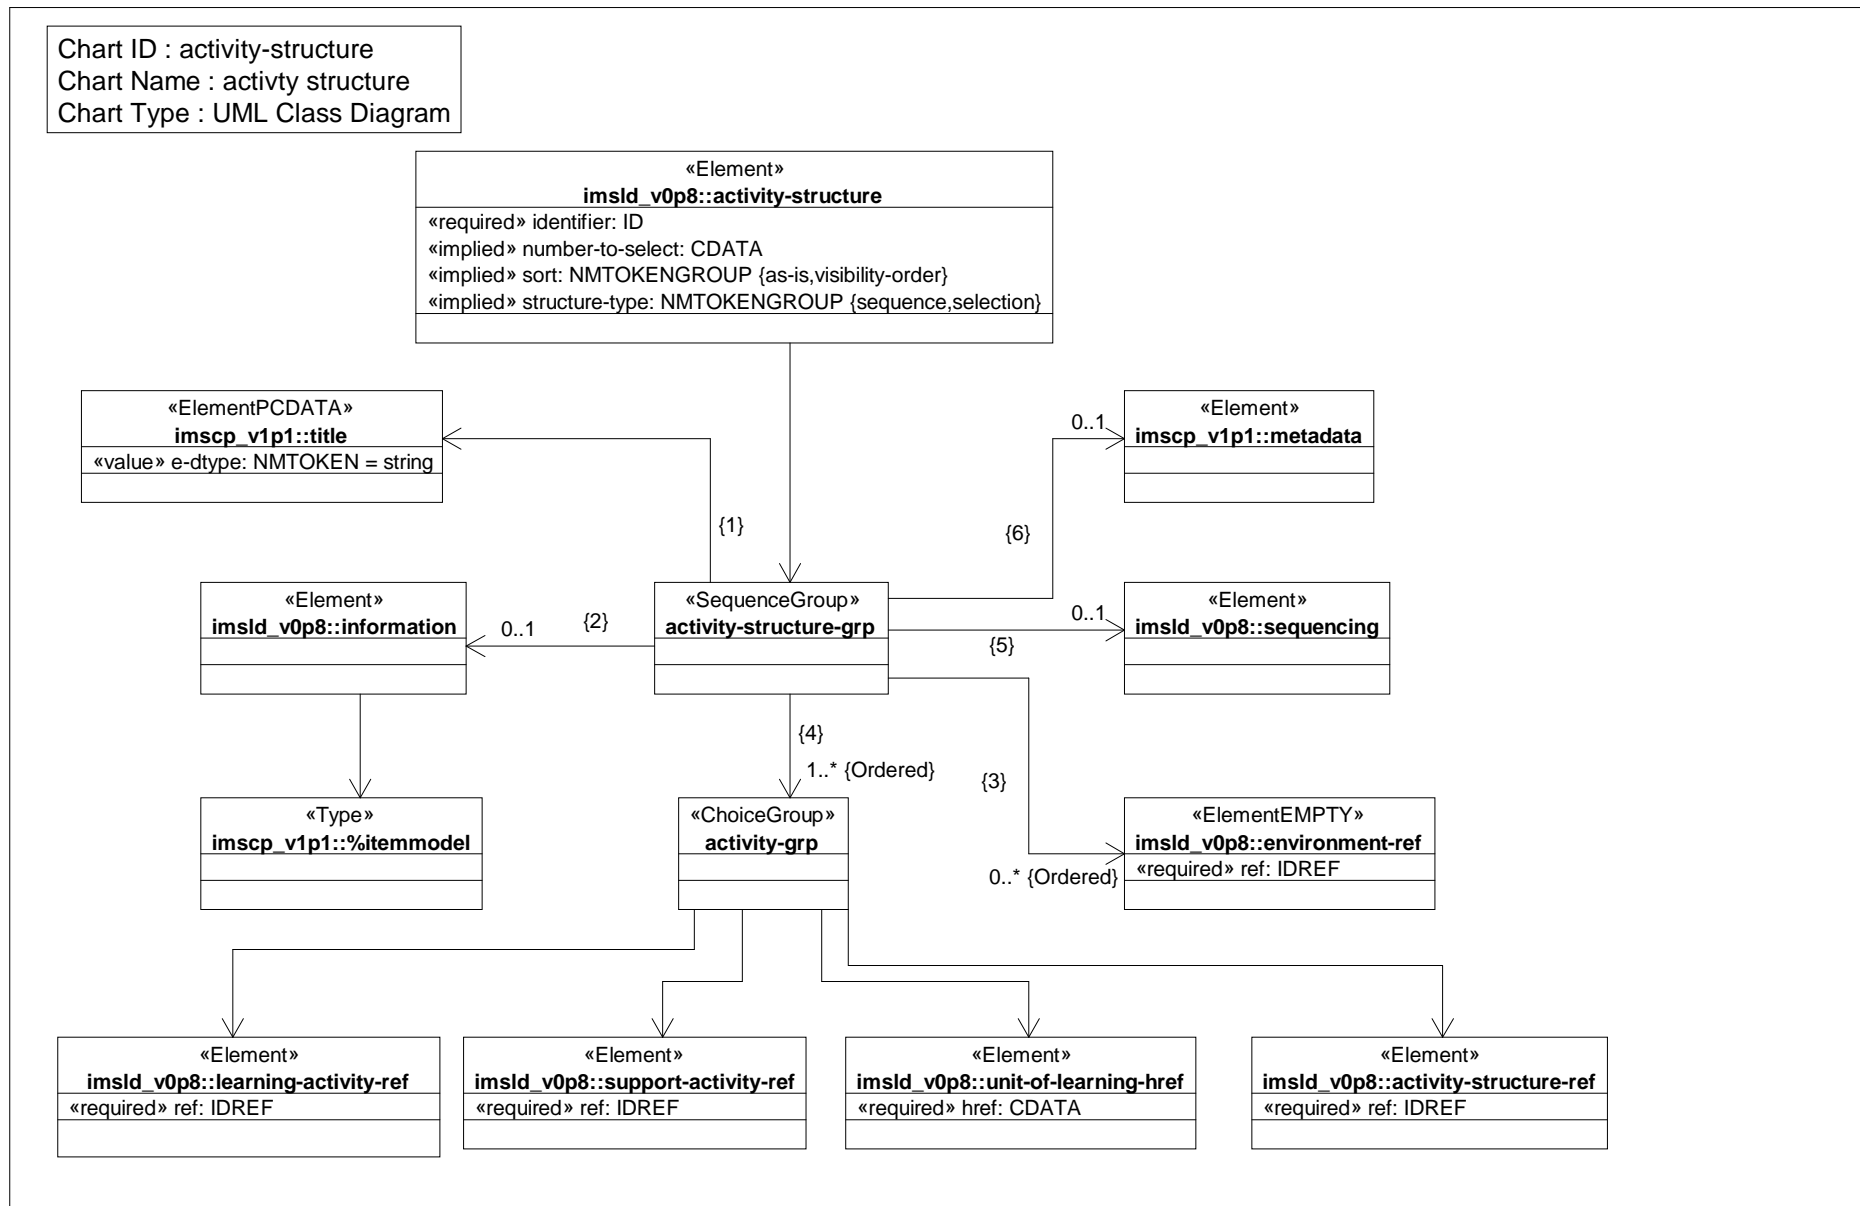 Chart ID : activity-structure
Chart Name : activty structure
Chart Type : UML Class Diagram
«Element»
imsld_v0p8::activity-structure
«required» identifier: ID
«implied» number-to-select: CDATA
«implied» sort: NMTOKENGROUP {as-is,visibility-order}
«implied» structure-type: NMTOKENGROUP {sequence,selection}
«ElementPCDATA»
imscp_v1p1::title
«value» e-dtype: NMTOKEN = string
0..1
«Element»
imscp_v1p1::metadata
{1}
{6}
«Element»
imsld_v0p8::information
0..1
{2}
«SequenceGroup»
activity-structure-grp
0..1
{5}
«Element»
imsld_v0p8::sequencing
{4}
1..* {Ordered}
{3}
0..* {Ordered}
«Type»
imscp_v1p1::%itemmodel
«ChoiceGroup»
activity-grp
«ElementEMPTY»
imsld_v0p8::environment-ref
«required» ref: IDREF
«Element»
imsld_v0p8::learning-activity-ref
«required» ref: IDREF
«Element»
imsld_v0p8::support-activity-ref
«required» ref: IDREF
«Element»
imsld_v0p8::unit-of-learning-href
«required» href: CDATA
«Element»
imsld_v0p8::activity-structure-ref
«required» ref: IDREF